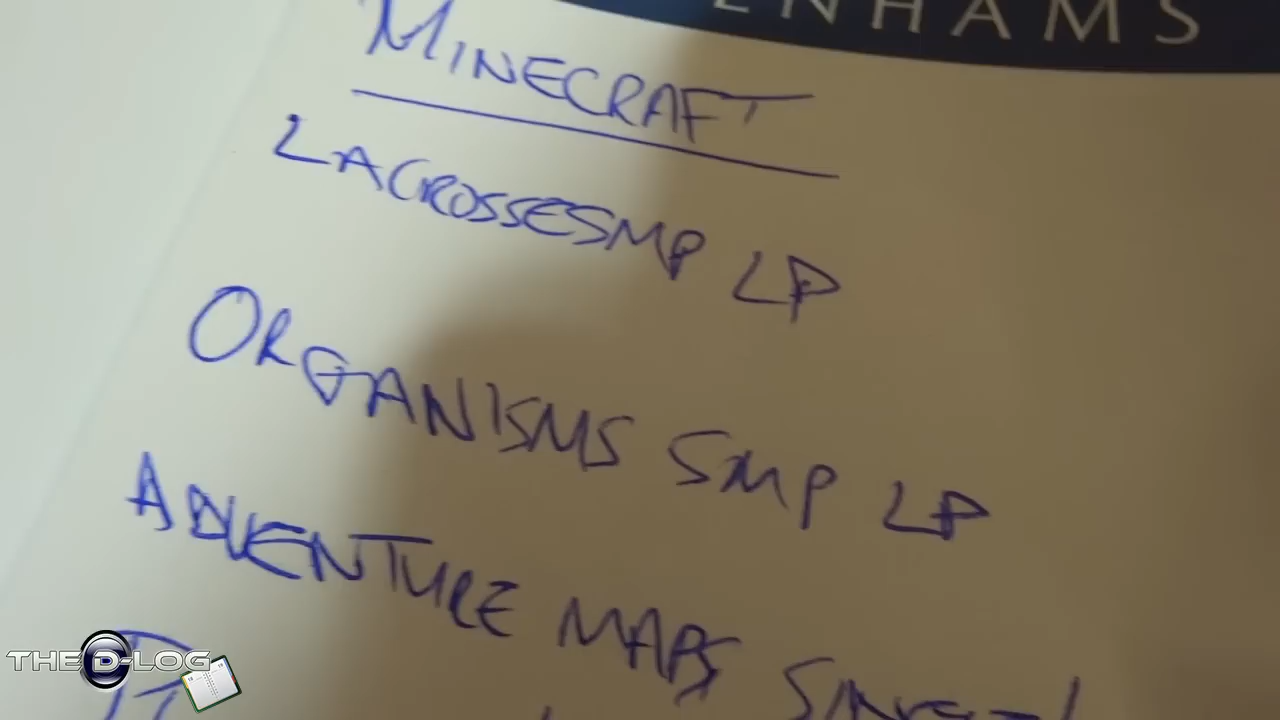 ENHAMS
MINECRAFT
LACROSSESMP LP
ORGANISMS SMP LP
ADVENTURE MAPS
THE D-LOG